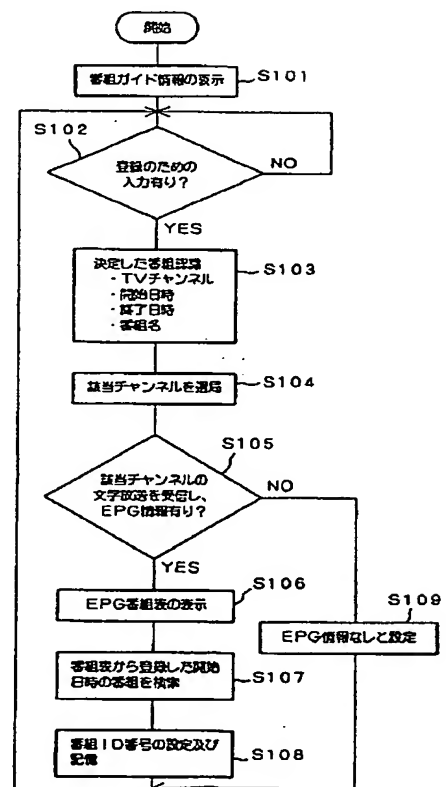 開始
番組ガイド情報の表示
S101
S102
登録のための
入力有り?
NO
YES
決定した番組認識
・TVチャンネル
・開始日時
・終了日時
・番組名
S103
該当チャンネルを選局
S104
S105
該当チャンネルの
文字放送を受信し、
EPG情報有り?
NO
YES
EPG番組表の表示
S106
S109
EPG情報なしと設定
番組表から登録した開始
日時の番組を検索
S107
番組ID番号の設定及び
記憶
S108